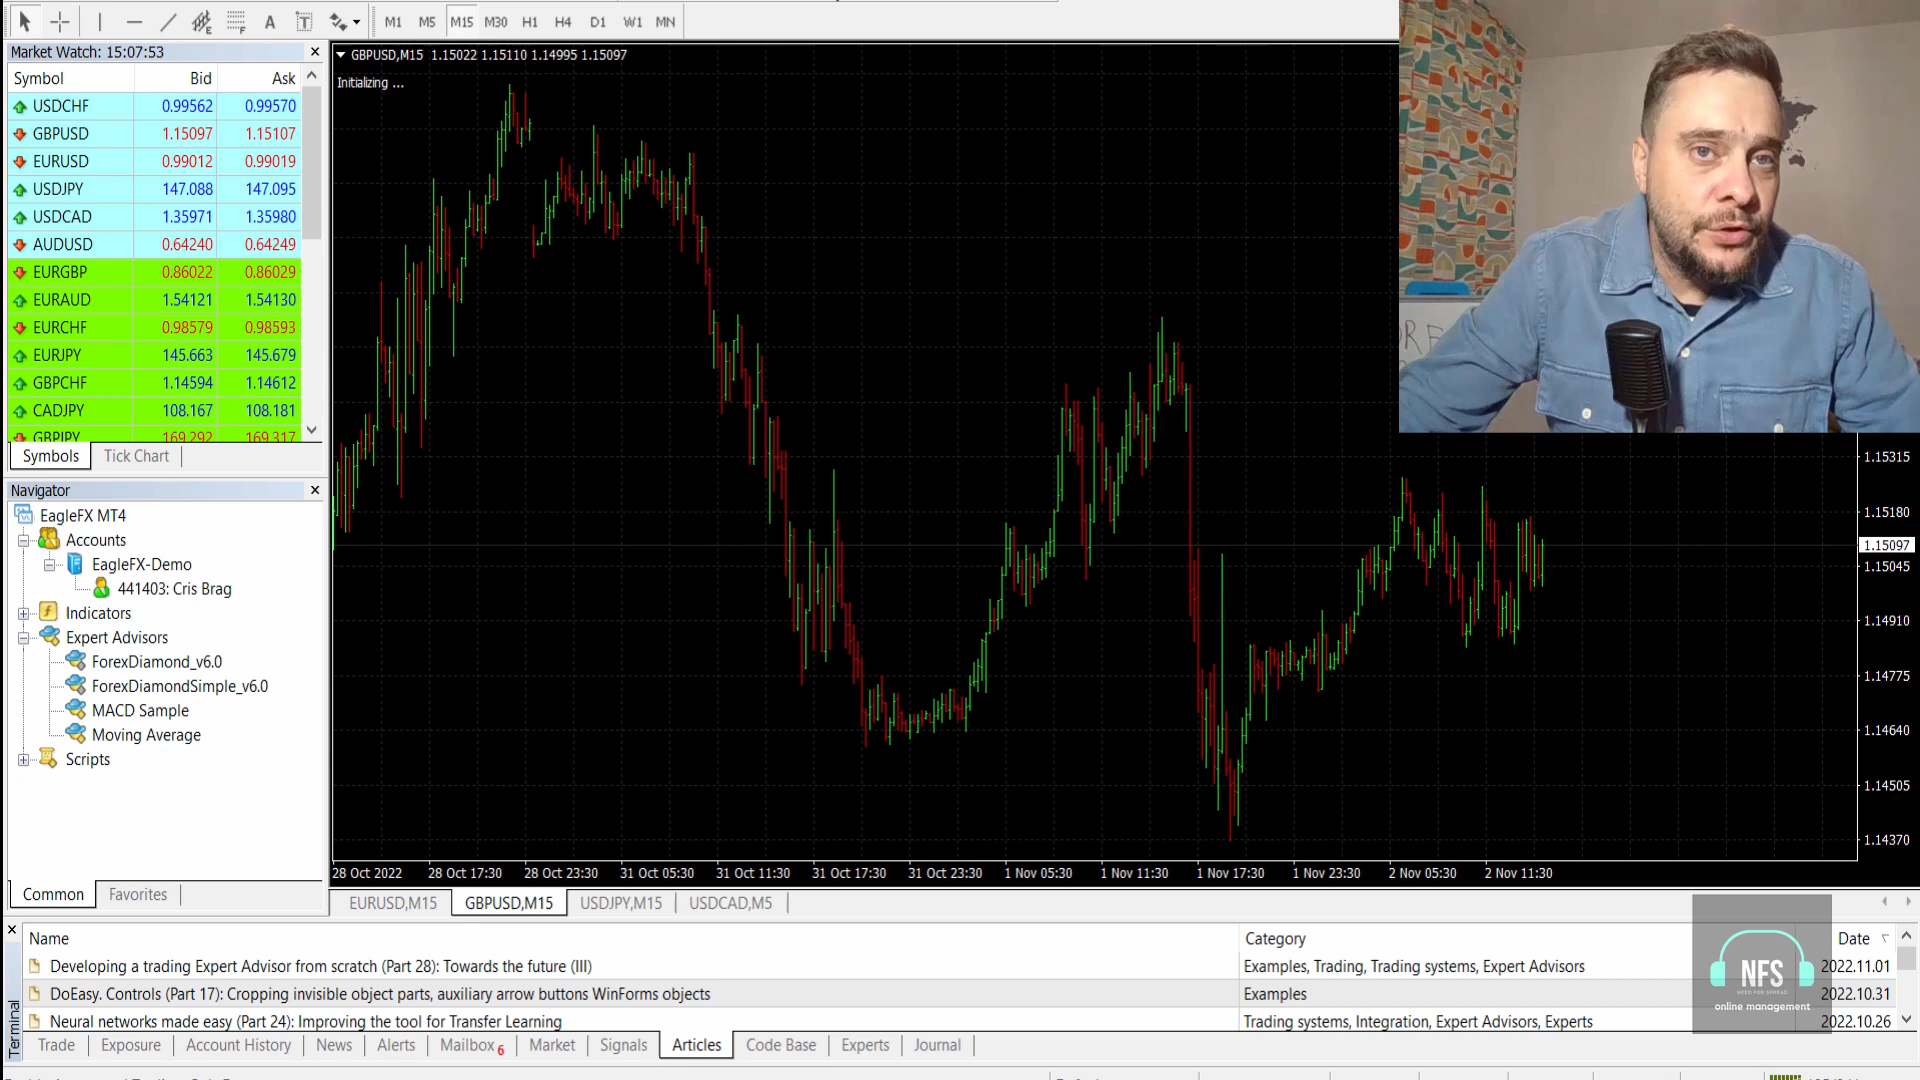 M1 M5 M15 M30 H1 H4 D1 W1 MN
Market Watch: 15:07:53
Symbol Bid Ask
USDCHF 0.99562 0.99570
GBPUSD 1.15097 1.15107
EURUSD 0.99012 0.99019
USDJPY 147.088 147.095
USDCAD 1.35971 1.35980
AUDUSD 0.64240 0.64249
EURGBP 0.86022 0.86029
EURAUD 1.54121 1.54130
EURCHF 0.98579 0.98593
EURJPY 145.663 145.679
GBPCHF 1.14594 1.14612
CADJPY 108.167 108.181
GBPJPY 169.292 169.317
Symbols Tick Chart
Navigator
EagleFX MT4
Accounts
EagleFX-Demo
441403: Cris Brag
Indicators
Expert Advisors
ForexDiamond_v6.0
ForexDiamondSimple_v6.0
MACD Sample
Moving Average
Scripts
Common Favorites
GBPUSD,M15 1.15022 1.15110 1.14995 1.15097
Initializing ...
1.15315
1.15180
1.15097
1.15045
1.14910
1.14775
1.14640
1.14505
1.14370
28 Oct 2022 28 Oct 17:30 28 Oct 23:30 31 Oct 05:30 31 Oct 11:30 31 Oct 17:30 31 Oct 23:30 1 Nov 05:30 1 Nov 11:30 1 Nov 17:30 1 Nov 23:30 2 Nov 05:30 2 Nov 11:30
EURUSD,M15 GBPUSD,M15 USDJPY,M15 USDCAD,M5
Name Category Date
Developing a trading Expert Advisor from scratch (Part 28): Towards the future (III) Examples, Trading, Trading systems, Expert Advisors 2022.11.01
DoEasy. Controls (Part 17): Cropping invisible object parts, auxiliary arrow buttons WinForms objects Examples 2022.10.31
Neural networks made easy (Part 24): Improving the tool for Transfer Learning Trading systems, Integration, Expert Advisors, Experts 2022.10.26
Terminal
Trade Exposure Account History News Alerts Mailbox 6 Market Signals Articles Code Base Experts Journal
NFS
NEED FOR SPREAD
online management